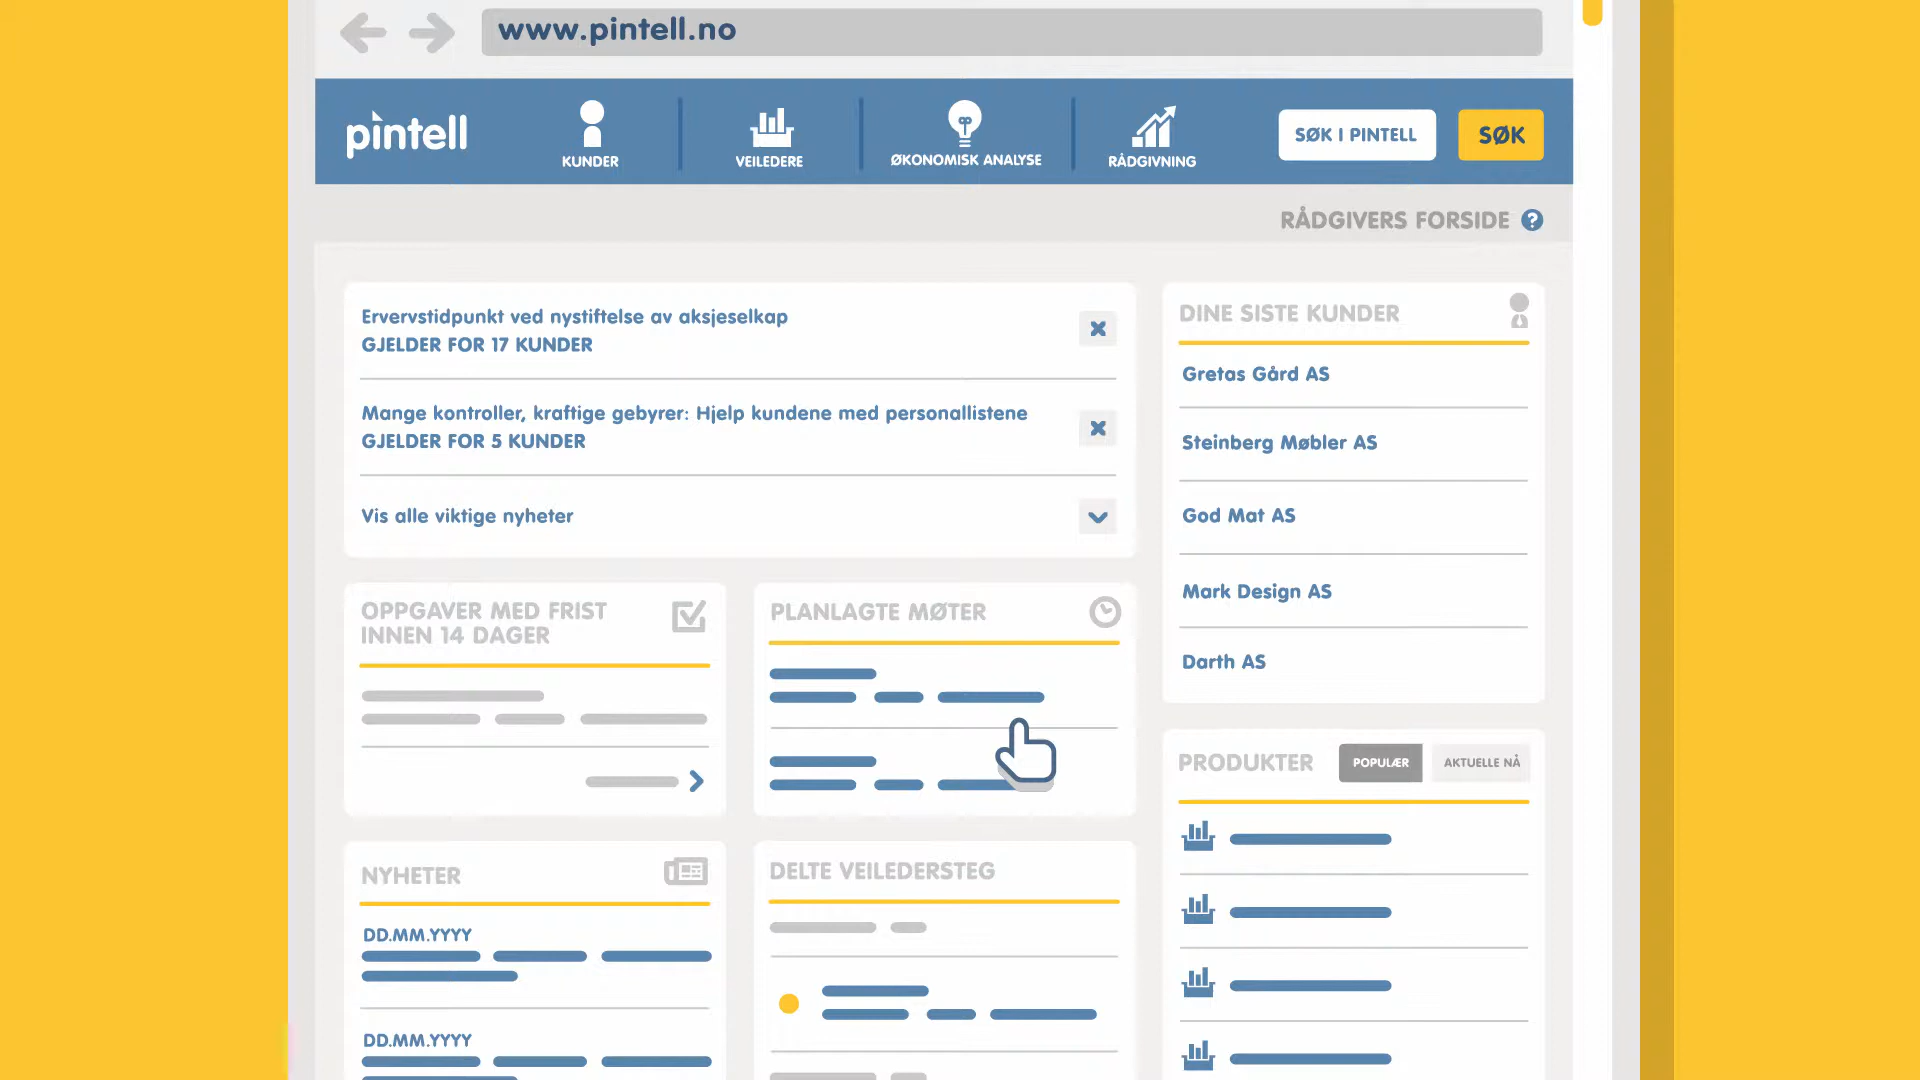 www.pintell.no
pintell
KUNDER
VEILEDERE
ØKONOMISK ANALYSE
RÅDGIVNING
SØK I PINTELL
SØK
RÅDGIVERS FORSIDE ?
Ervervstidpunkt ved nystiftelse av aksjeselkap
GJELDER FOR 17 KUNDER
Mange kontroller, kraftige gebyrer: Hjelp kundene med personallistene
GJELDER FOR 5 KUNDER
Vis alle viktige nyheter
DINE SISTE KUNDER
Gretas Gård AS
Steinberg Møbler AS
God Mat AS
Mark Design AS
Darth AS
OPPGAVER MED FRIST
INNEN 14 DAGER
PLANLAGTE MØTER
PRODUKTER
POPULÆR
AKTUELLE NÅ
NYHETER
DD.MM.YYYY
DD.MM.YYYY
DELTE VEILEDERSTEG